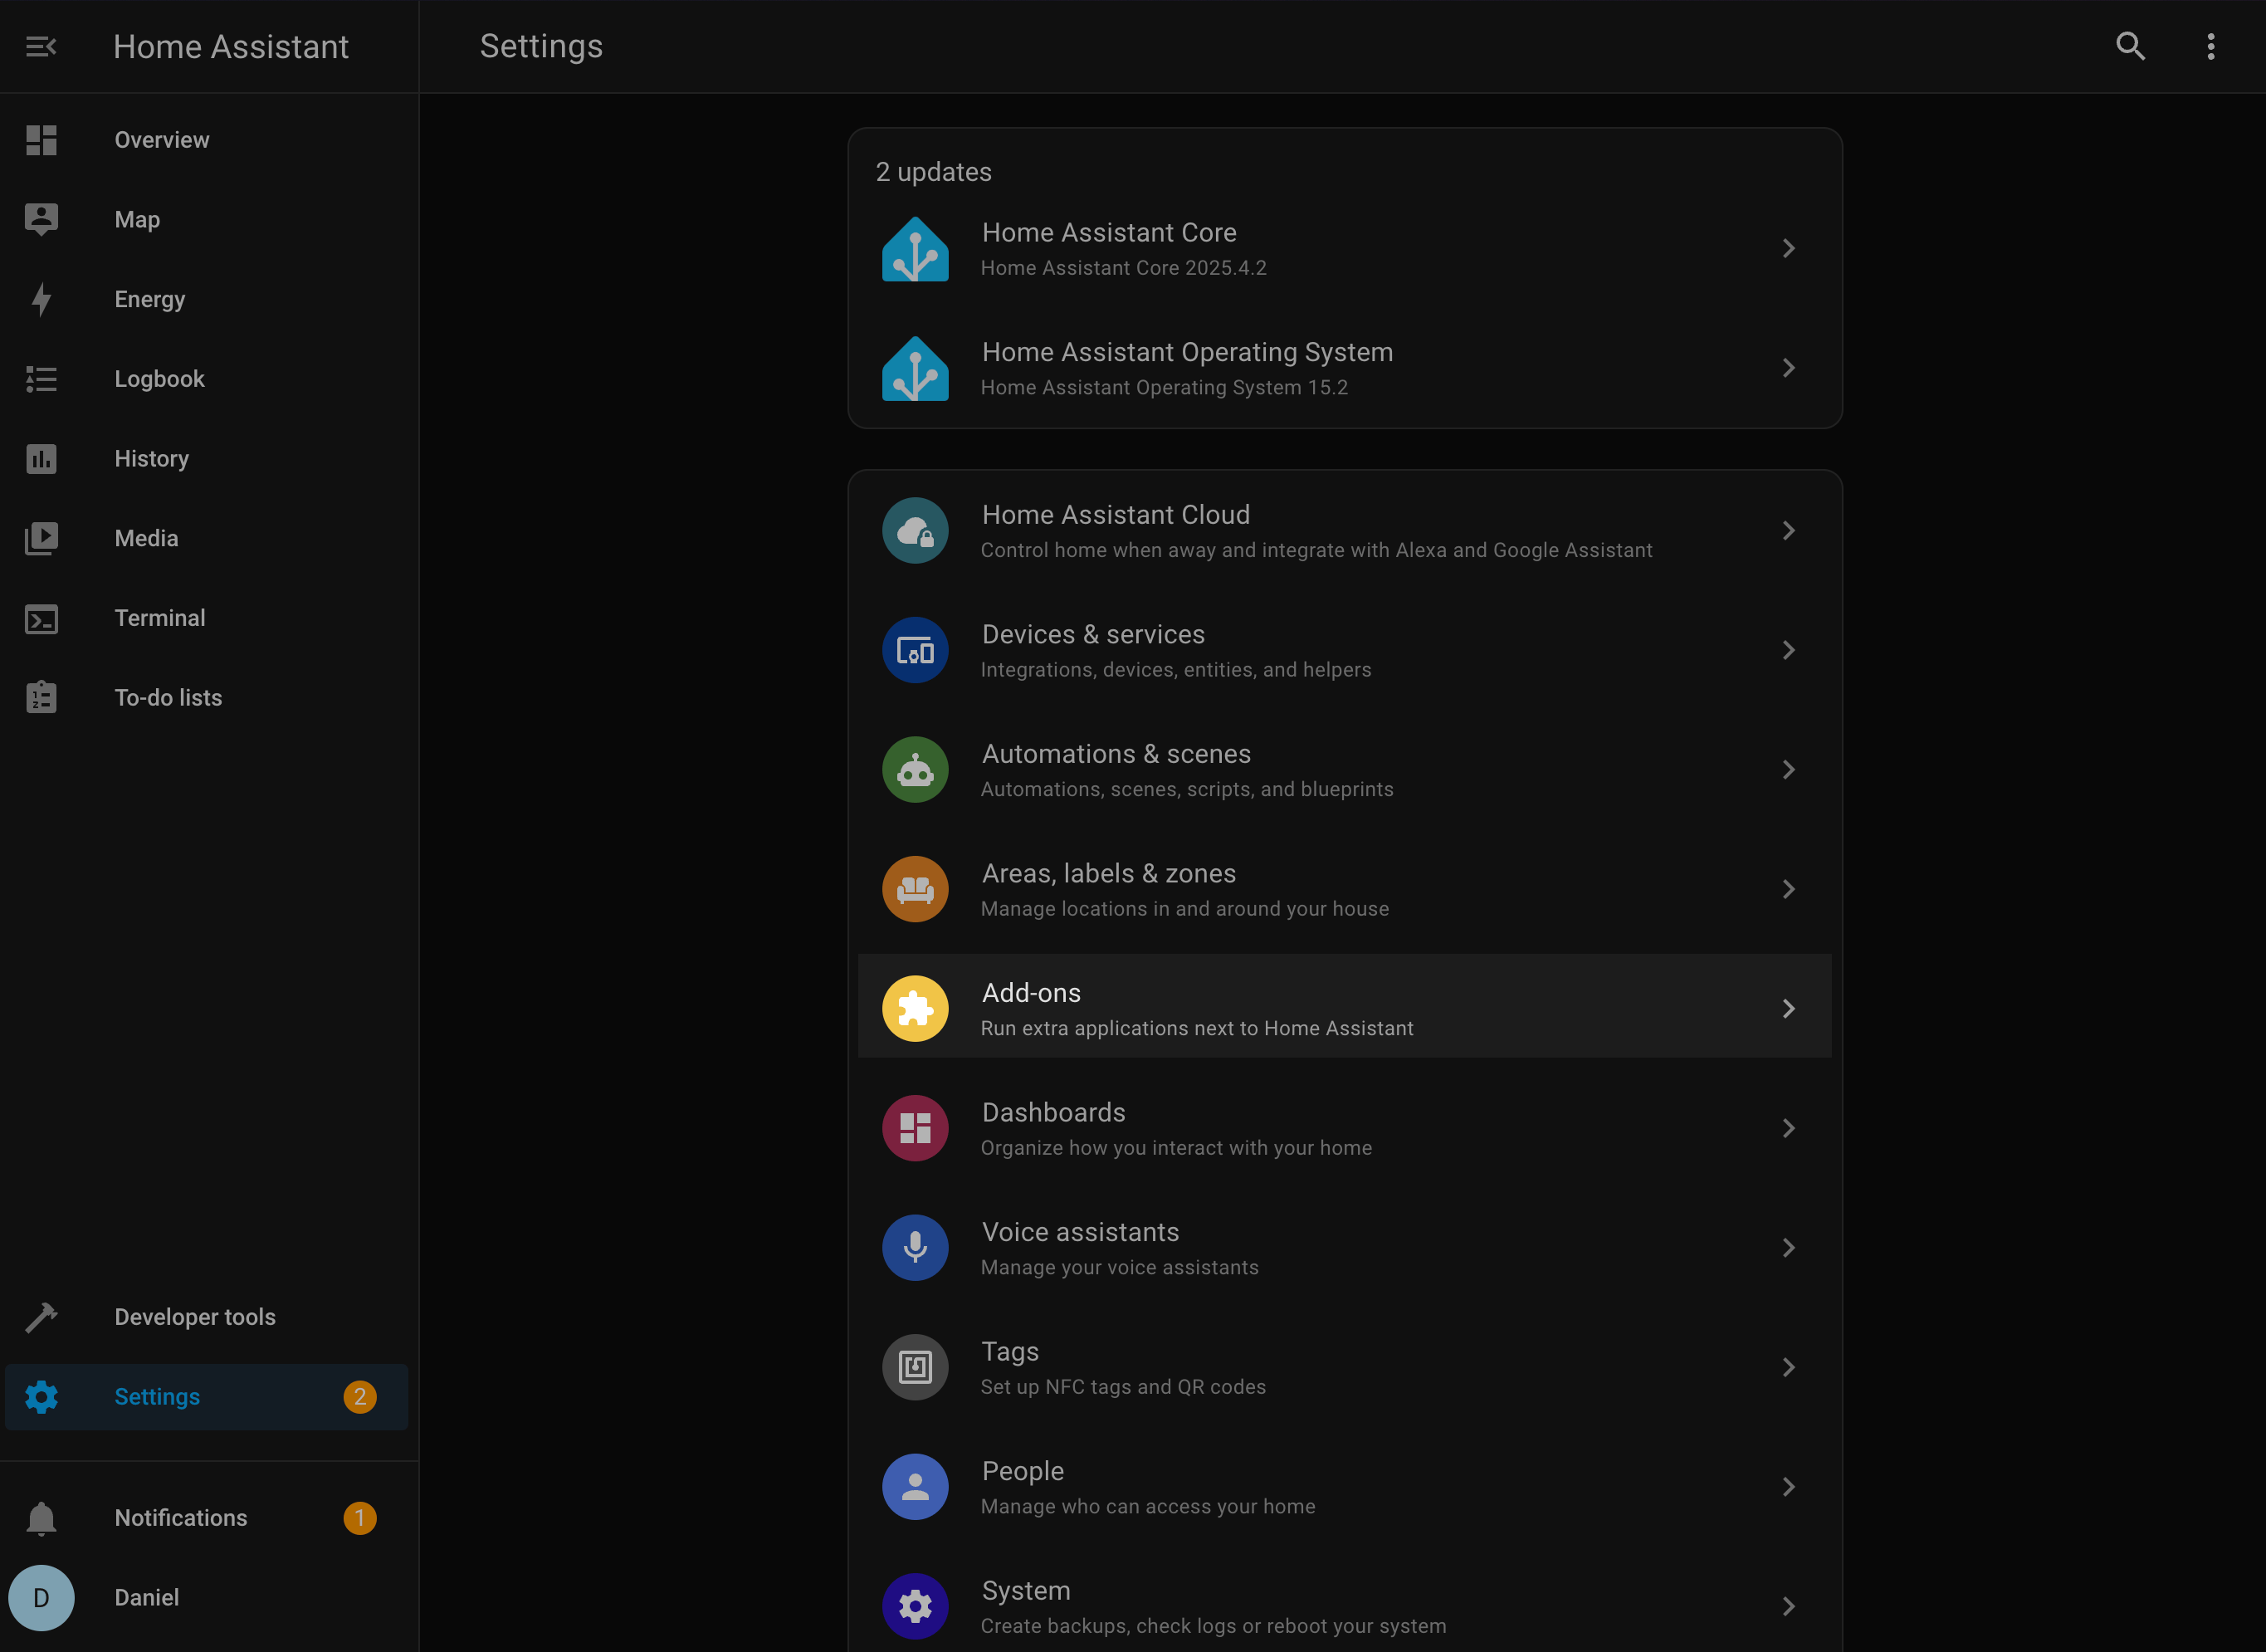 Home Assistant
Overview
Map
Energy
Logbook
History
Media
Terminal
To-do lists
Developer tools
Settings 2
Notifications 1
D Daniel
Settings
2 updates
Home Assistant Core
Home Assistant Core 2025.4.2
Home Assistant Operating System
Home Assistant Operating System 15.2
Home Assistant Cloud
Control home when away and integrate with Alexa and Google Assistant
Devices & services
Integrations, devices, entities, and helpers
Automations & scenes
Automations, scenes, scripts, and blueprints
Areas, labels & zones
Manage locations in and around your house
Add-ons
Run extra applications next to Home Assistant
Dashboards
Organize how you interact with your home
Voice assistants
Manage your voice assistants
Tags
Set up NFC tags and QR codes
People
Manage who can access your home
System
Create backups, check logs or reboot your system